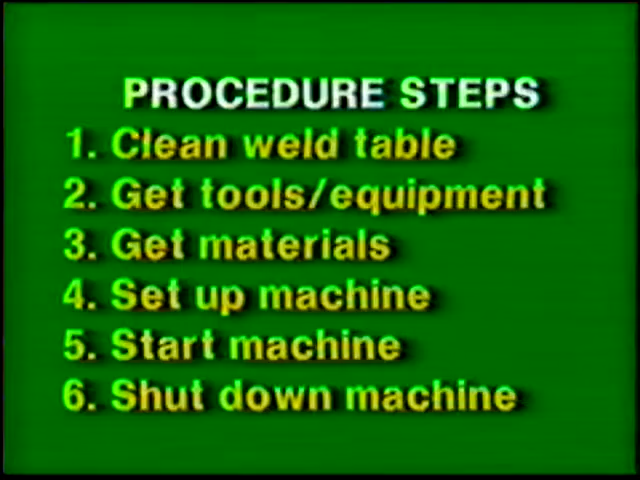 PROCEDURE STEPS
1. Clean weld table
2. Get tools/equipment
3. Get materials
4. Set up machine
5. Start machine
6. Shut down machine